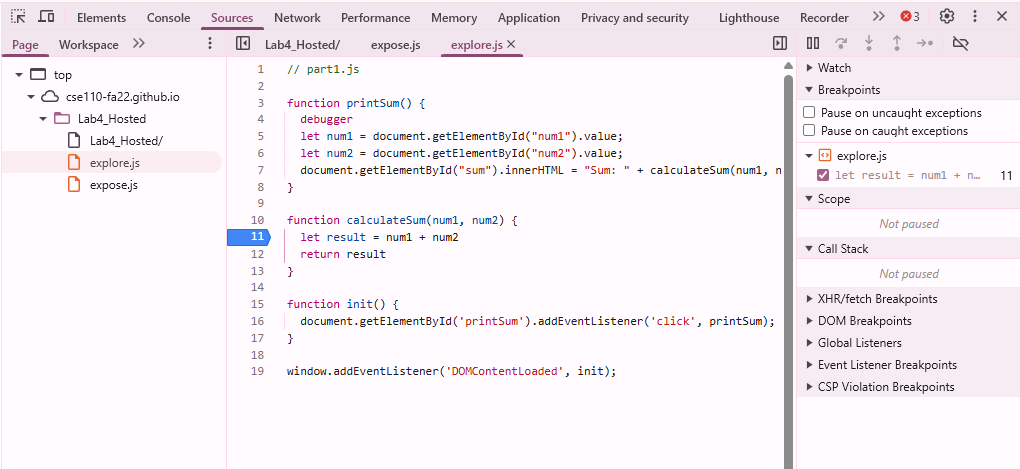 Elements Console Sources Network Performance Memory Application Privacy and security Lighthouse Recorder 3
Page Workspace Lab4_Hosted/ expose.js explore.js
top
cse110-fa22.github.io
Lab4_Hosted
Lab4_Hosted/
explore.js
expose.js
1 // part1.js
2
3 function printSum() {
4 debugger
5 let num1 = document.getElementById("num1").value;
6 let num2 = document.getElementById("num2").value;
7 document.getElementById("sum").innerHTML = "Sum: " + calculateSum(num1, n
8 }
9
10 function calculateSum(num1, num2) {
11 let result = num1 + num2
12 return result
13 }
14
15 function init() {
16 document.getElementById('printSum').addEventListener('click', printSum);
17 }
18
19 window.addEventListener('DOMContentLoaded', init);
Watch
Breakpoints
Pause on uncaught exceptions
Pause on caught exceptions
explore.js
let result = num1 + n… 11
Scope
Not paused
Call Stack
Not paused
XHR/fetch Breakpoints
DOM Breakpoints
Global Listeners
Event Listener Breakpoints
CSP Violation Breakpoints